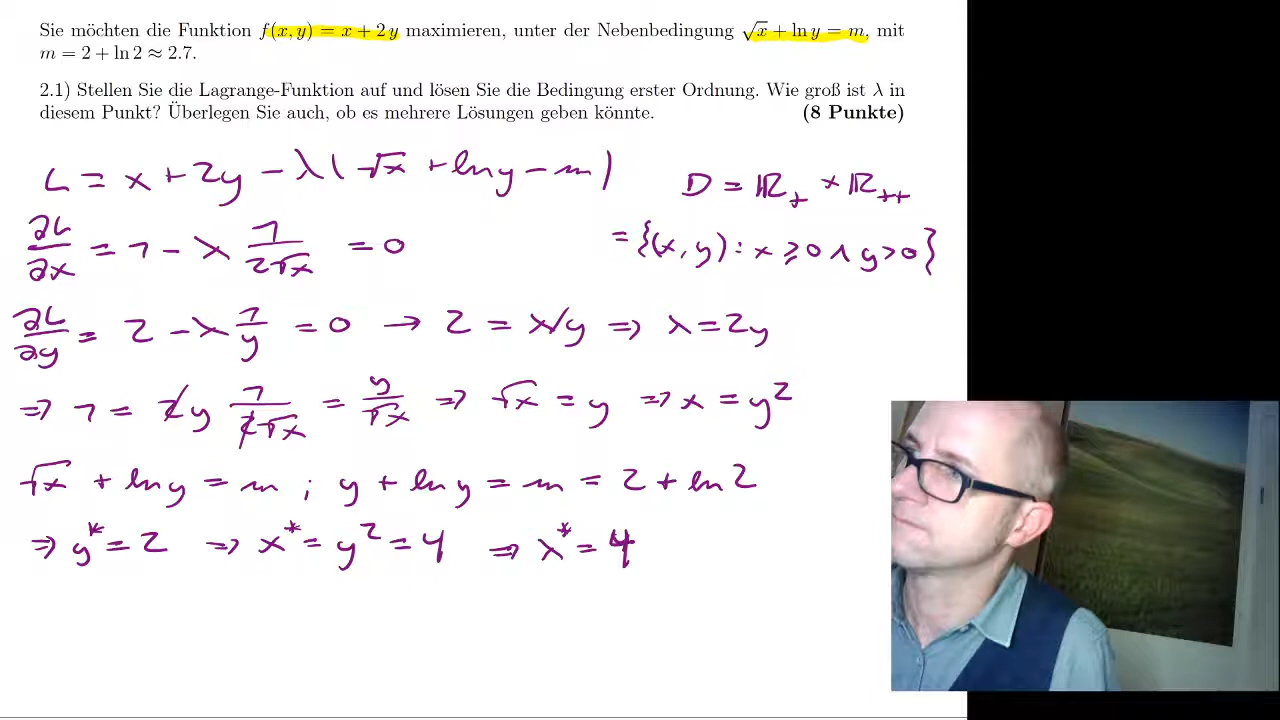 Sie möchten die Funktion f(x, y) = x + 2y maximieren, unter der Nebenbedingung √x + ln y = m, mit
m = 2 + ln 2 ≈ 2.7.
2.1) Stellen Sie die Lagrange-Funktion auf und lösen Sie die Bedingung erster Ordnung. Wie groß ist λ in
diesem Punkt? Überlegen Sie auch, ob es mehrere Lösungen geben könnte. (8 Punkte)
L = x + 2y − λ(√x + ln y − m)
D = ℝ₊ × ℝ₊₊
= {(x, y) : x ≥ 0 ∧ y > 0}
∂L/∂x = 1 − λ 1/(2√x) = 0
∂L/∂y = 2 − λ 1/y = 0 → 2 = λ/y ⇒ λ = 2y
⇒ 1 = 2y 1/(2√x) = y/√x ⇒ √x = y ⇒ x = y²
√x + ln y = m ; y + ln y = m = 2 + ln 2
⇒ y* = 2 ⇒ x* = y² = 4 ⇒ λ* = 4